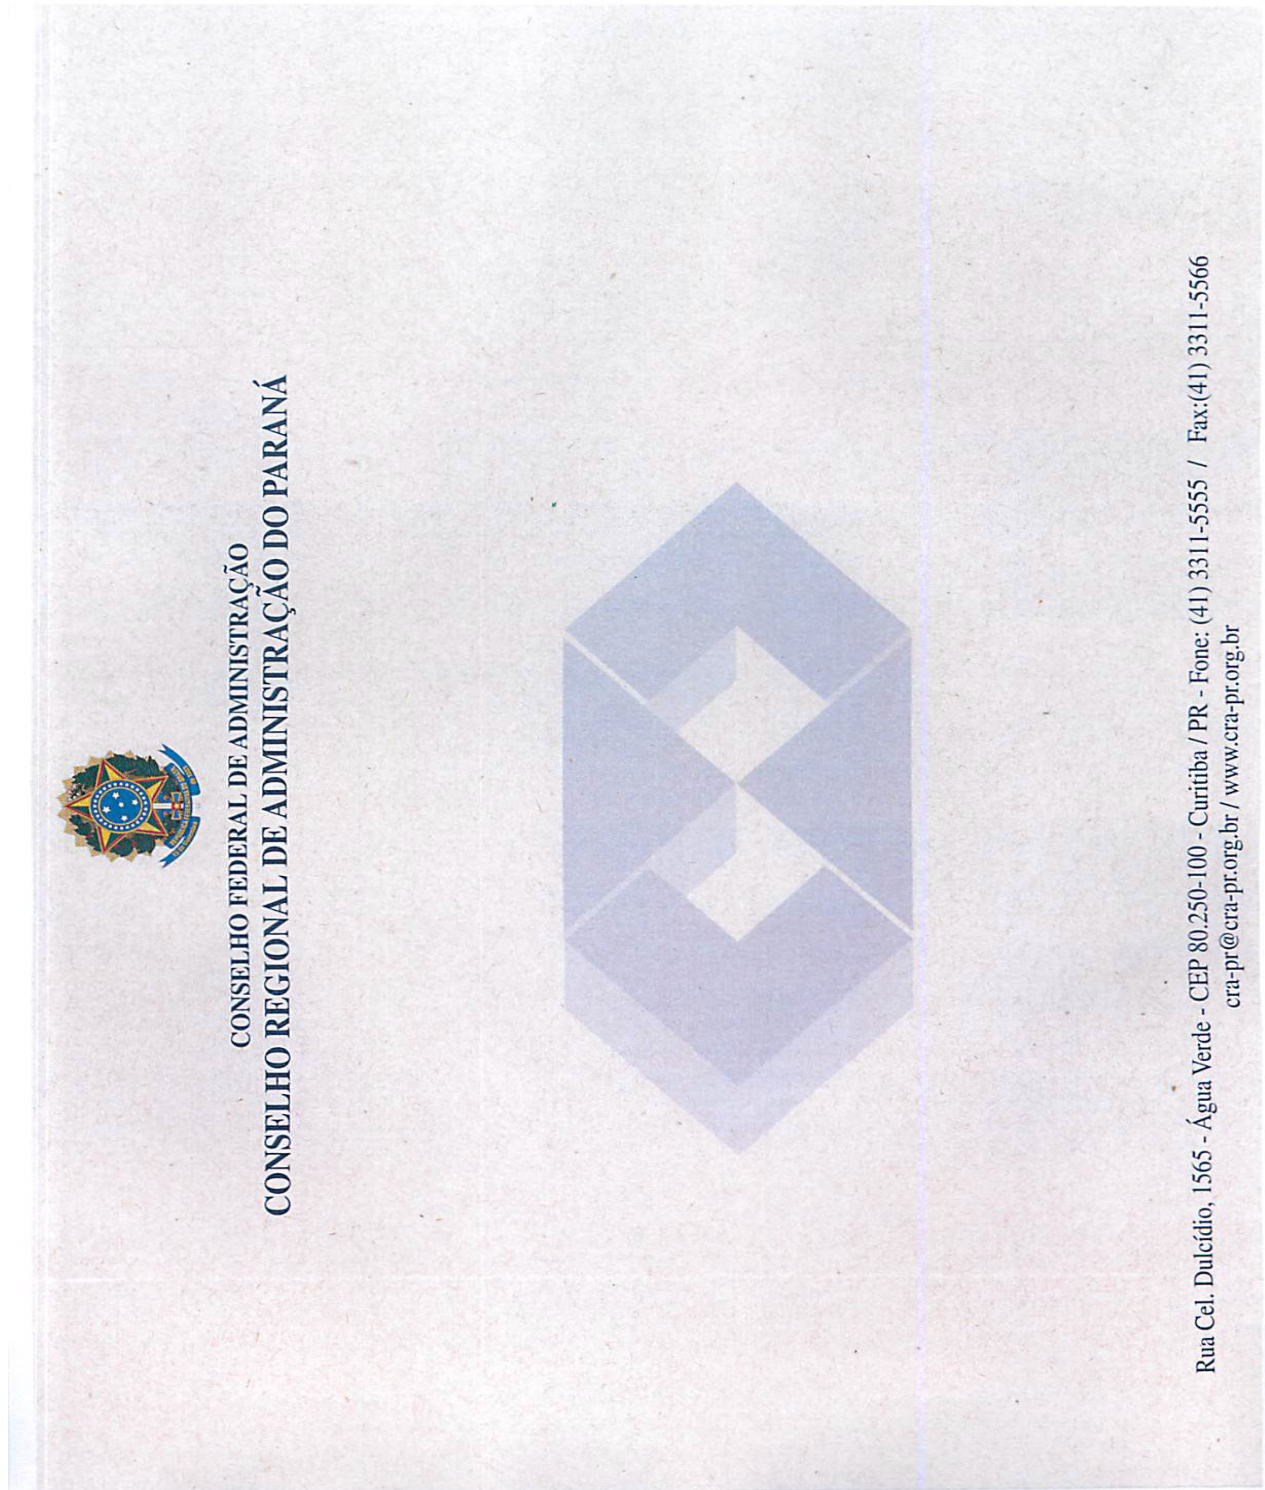 CONSELHO FEDERAL DE ADMINISTRAÇÃO
CONSELHO REGIONAL DE ADMINISTRAÇÃO DO PARANÁ
Rua Cel. Dulcídio, 1565 - Água Verde - CEP 80.250-100 - Curitiba / PR - Fone: (41) 3311-5555 / Fax:(41) 3311-5566
cra-pr@cra-pr.org.br / www.cra-pr.org.br